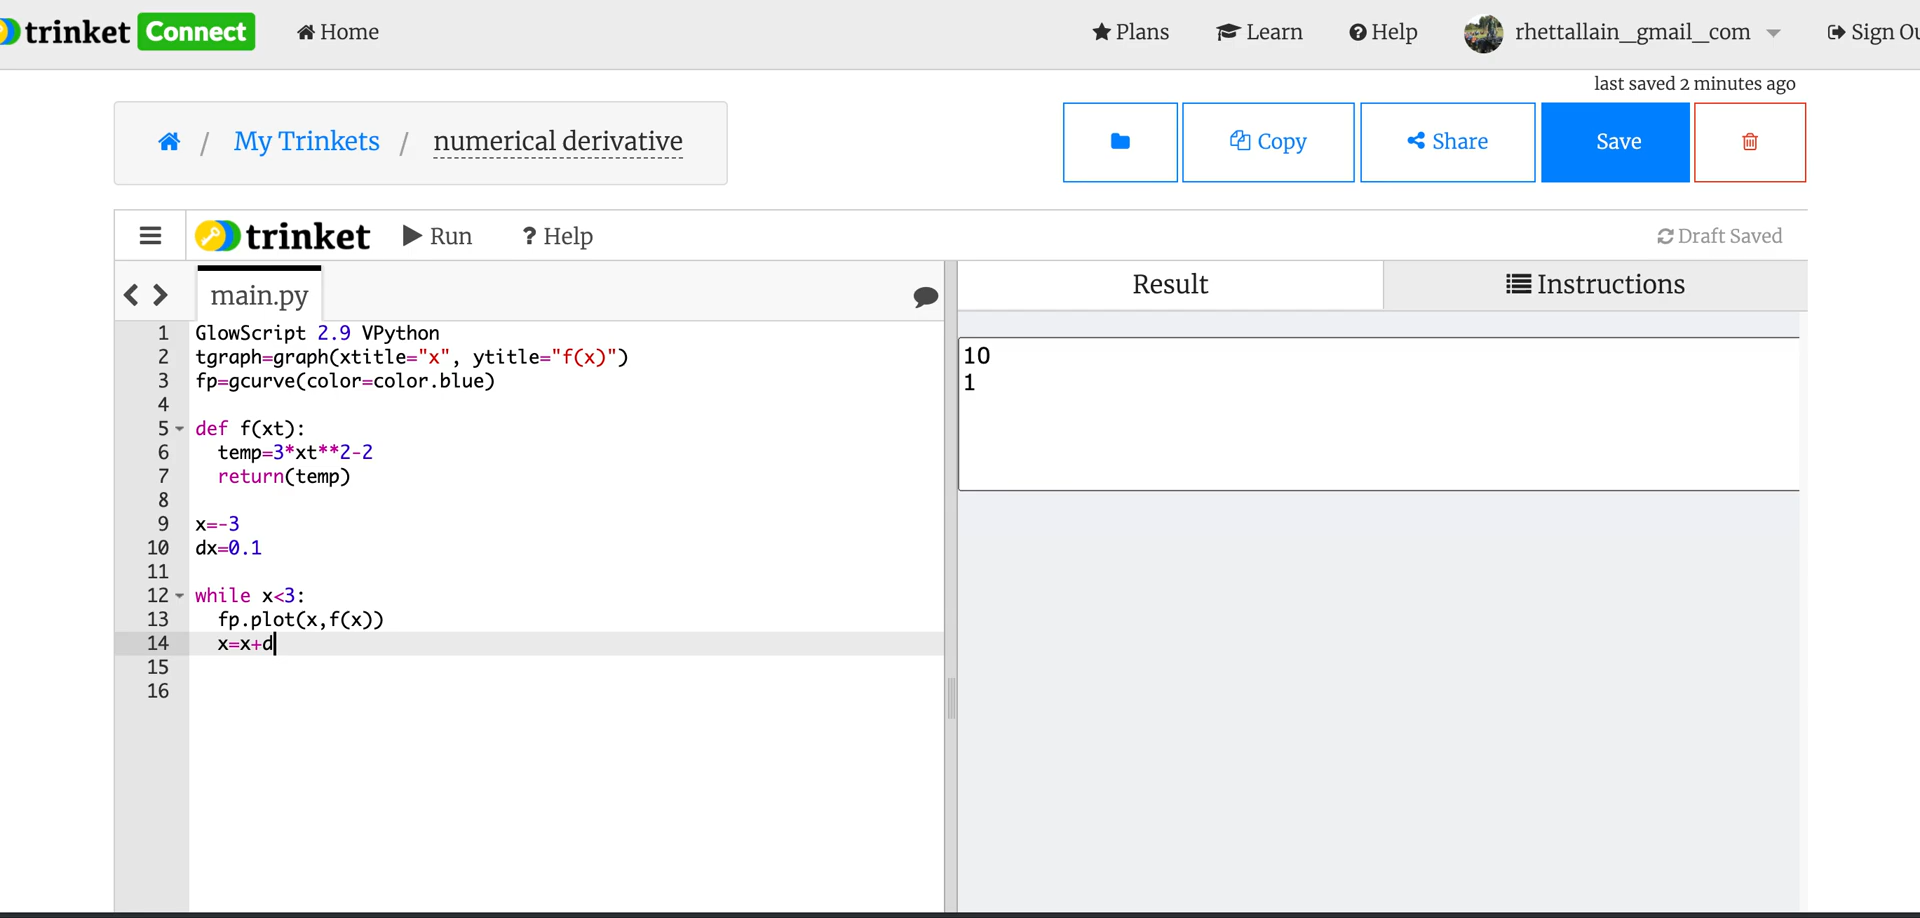 trinket Connect Home Plans Learn Help rhettallain_gmail_com Sign Ou
last saved 2 minutes ago
/ My Trinkets / numerical derivative Copy Share Save
trinket Run ? Help Draft Saved
main.py Result Instructions
1 GlowScript 2.9 VPython
2 tgraph=graph(xtitle="x", ytitle="f(x)")
3 fp=gcurve(color=color.blue)
4
5 def f(xt):
6 temp=3*xt**2-2
7 return(temp)
8
9 x=-3
10 dx=0.1
11
12 while x<3:
13 fp.plot(x,f(x))
14 x=x+d
15
16
10
1